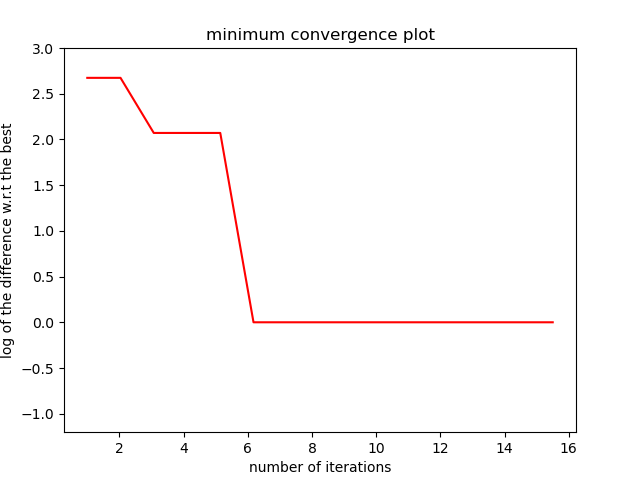 minimum convergence plot
log of the difference w.r.t the best
3.0
2.5
2.0
1.5
1.0
0.5
0.0
−0.5
−1.0
2 4 6 8 10 12 14 16
number of iterations